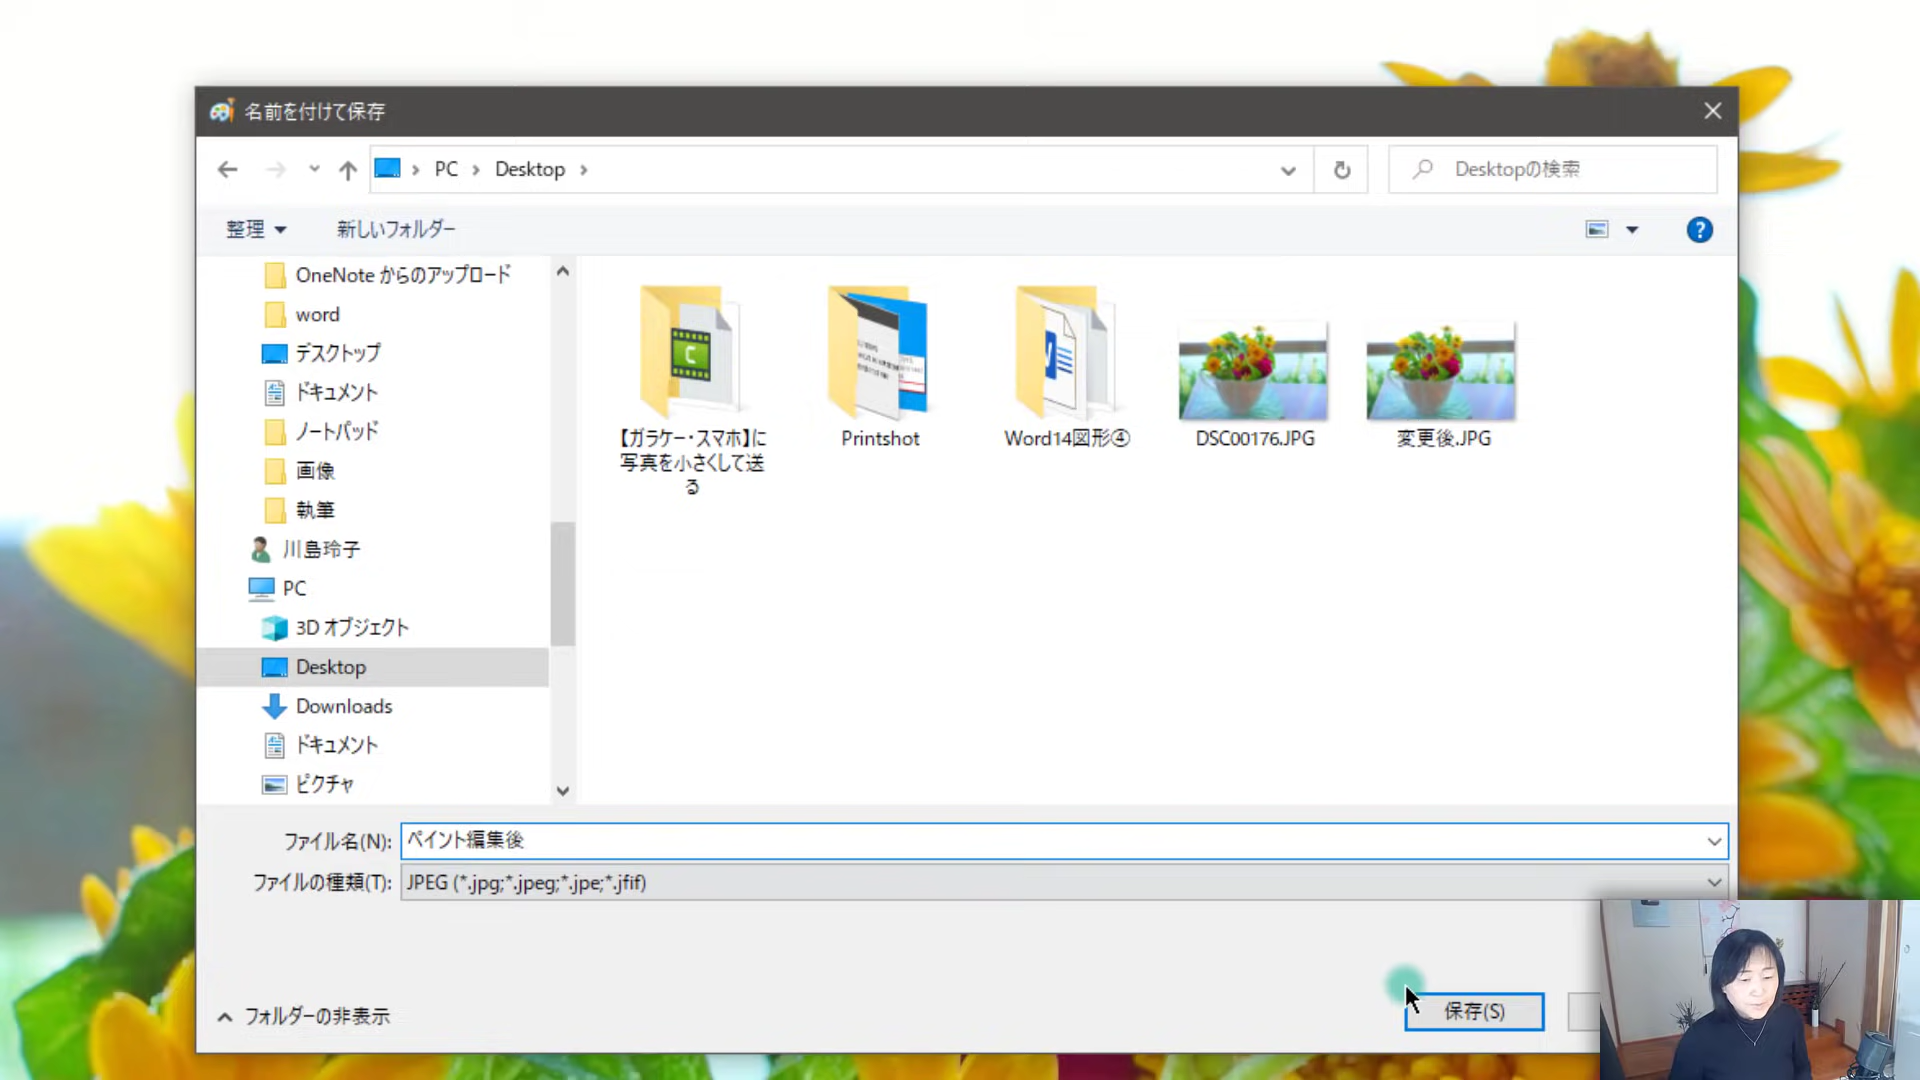 名前を付けて保存
PC
Desktop
Desktopの検索
整理
新しいフォルダー
OneNote からのアップロード
word
デスクトップ
ドキュメント
ノートパッド
画像
執筆
川島玲子
PC
3D オブジェクト
Desktop
Downloads
ドキュメント
ピクチャ
【ガラケー・スマホ】に
写真を小さくして送
る
Printshot
Word14図形④
DSC00176.JPG
変更後.JPG
ファイル名(N):
ペイント編集後
ファイルの種類(T):
JPEG (*.jpg;*.jpeg;*.jpe;*.jfif)
フォルダーの非表示
保存(S)